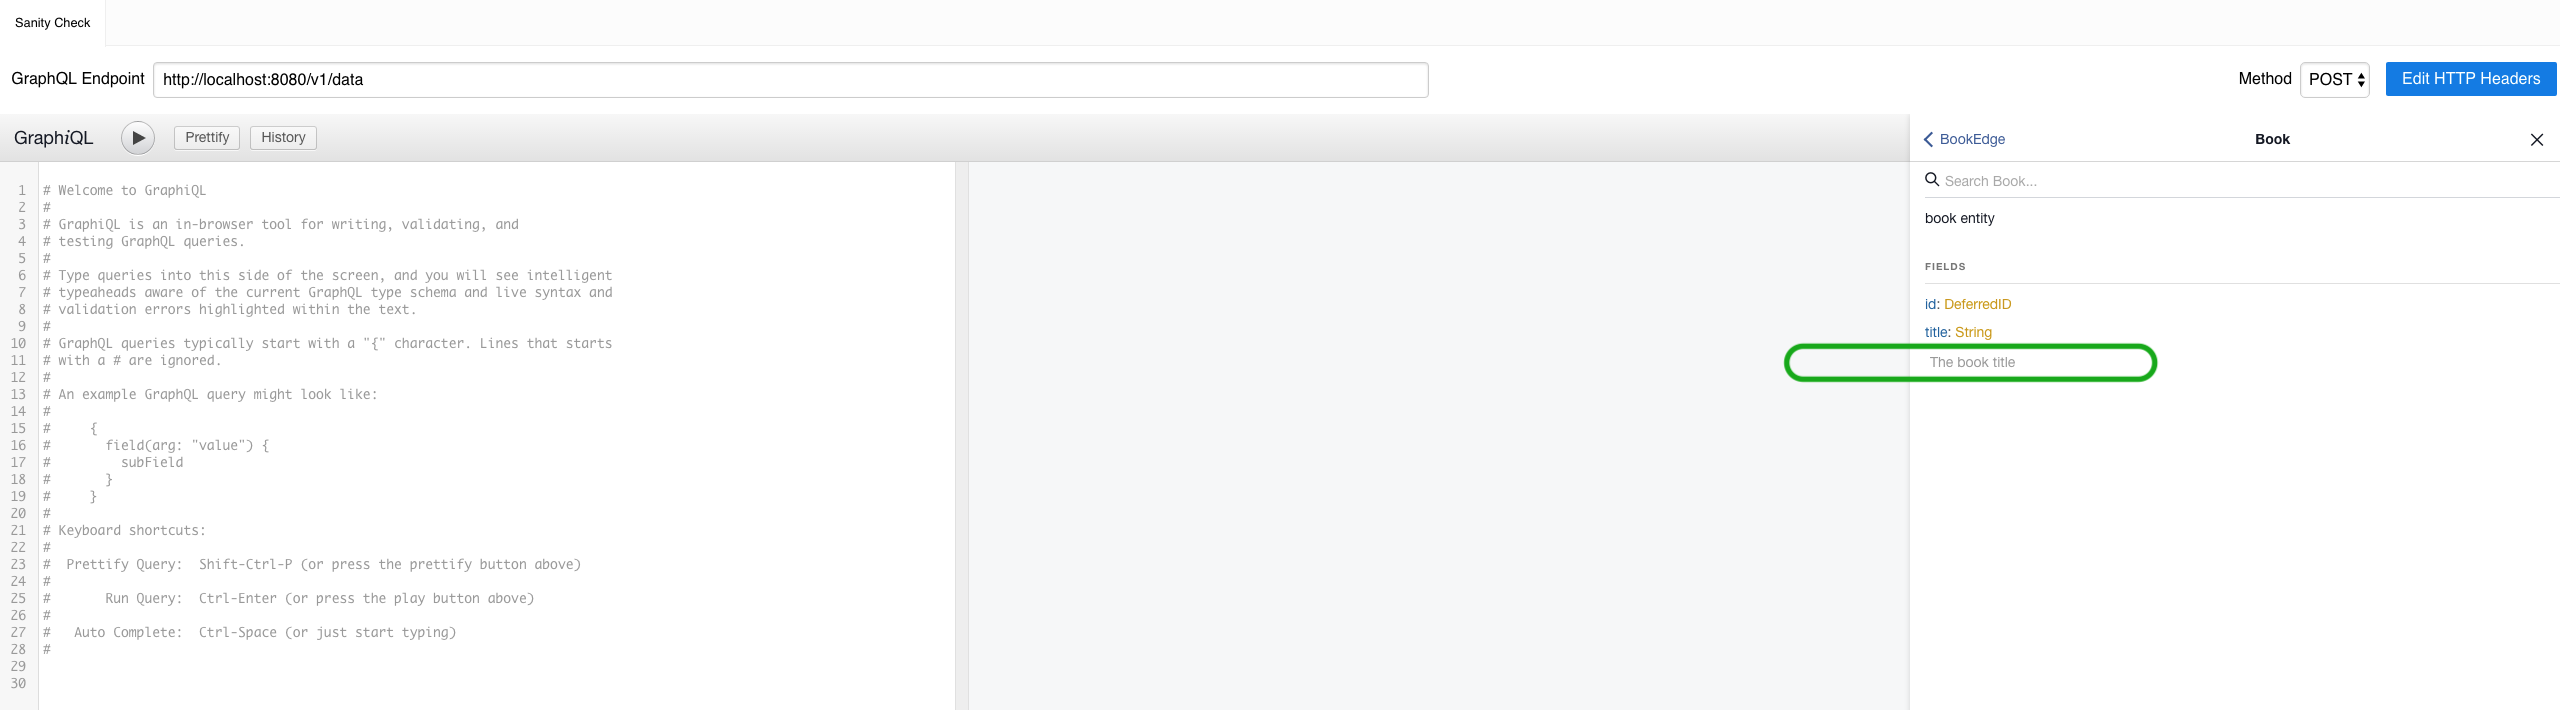 Sanity Check
GraphQL Endpoint http://localhost:8080/v1/data Method POST Edit HTTP Headers
GraphiQL Prettify History
1 # Welcome to GraphiQL
2 #
3 # GraphiQL is an in-browser tool for writing, validating, and
4 # testing GraphQL queries.
5 #
6 # Type queries into this side of the screen, and you will see intelligent
7 # typeaheads aware of the current GraphQL type schema and live syntax and
8 # validation errors highlighted within the text.
9 #
10 # GraphQL queries typically start with a "{" character. Lines that starts
11 # with a # are ignored.
12 #
13 # An example GraphQL query might look like:
14 #
15 #     {
16 #       field(arg: "value") {
17 #         subField
18 #       }
19 #     }
20 #
21 # Keyboard shortcuts:
22 #
23 #  Prettify Query:  Shift-Ctrl-P (or press the prettify button above)
24 #
25 #       Run Query:  Ctrl-Enter (or press the play button above)
26 #
27 #   Auto Complete:  Ctrl-Space (or just start typing)
28 #
29
30
BookEdge Book
Search Book...
book entity
FIELDS
id: DeferredID
title: String
The book title